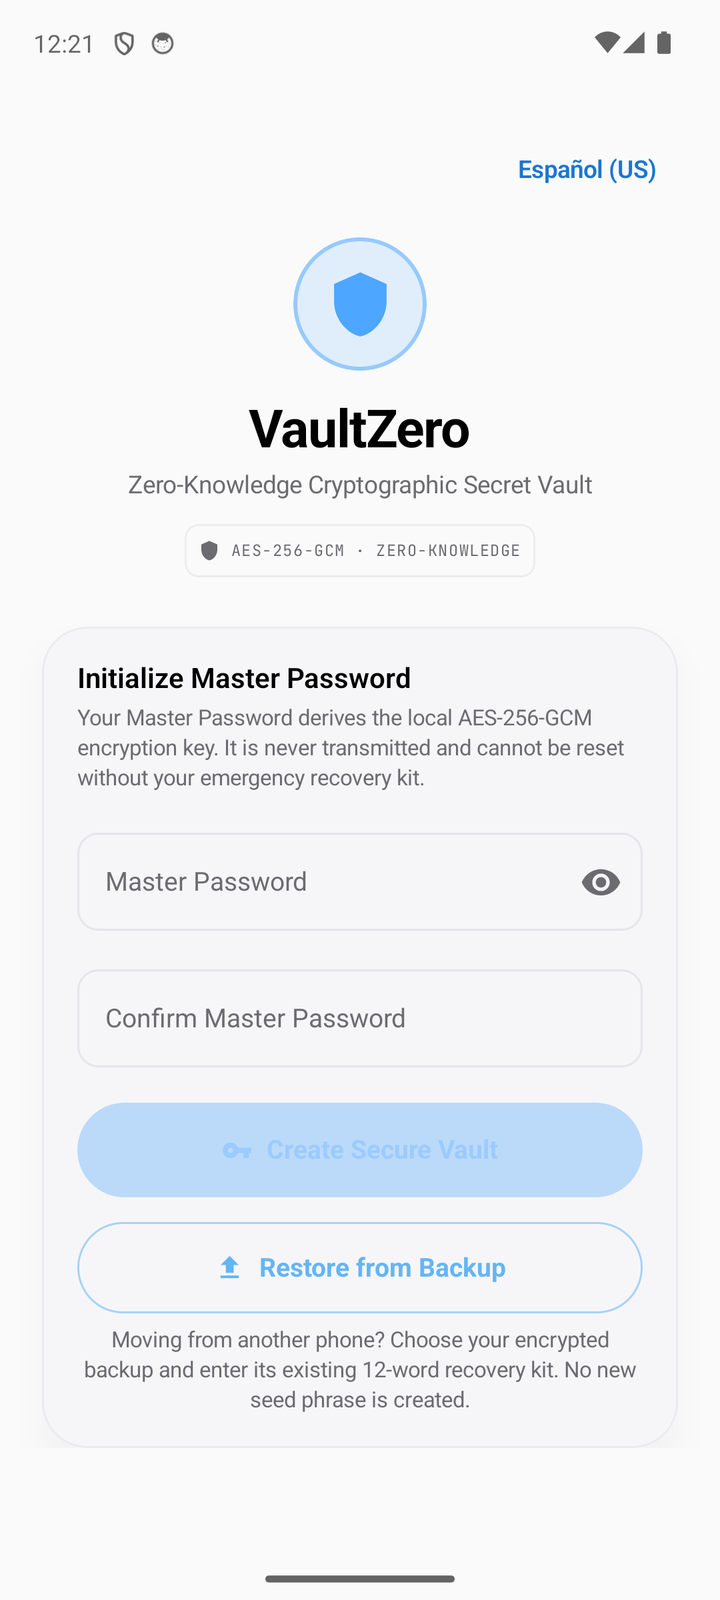 12:21
Español (US)
VaultZero
Zero-Knowledge Cryptographic Secret Vault
AES-256-GCM · ZERO-KNOWLEDGE
Initialize Master Password
Your Master Password derives the local AES-256-GCM
encryption key. It is never transmitted and cannot be reset
without your emergency recovery kit.
Master Password
Confirm Master Password
Create Secure Vault
Restore from Backup
Moving from another phone? Choose your encrypted
backup and enter its existing 12-word recovery kit. No new
seed phrase is created.